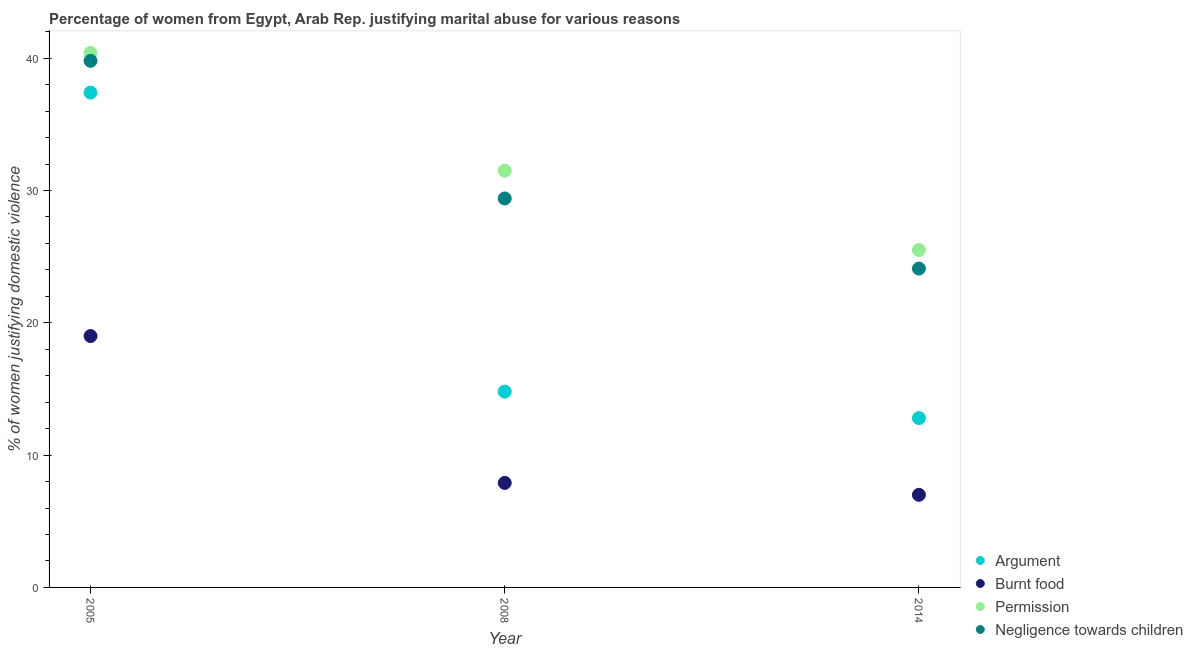 Percentage of women from Egypt, Arab Rep. justifying marital abuse for various reasons
% of women justifying domestic violence
40
30
20
10
0
2005
2008
2014
Year
Argument
Burnt food
Permission
Negligence towards children